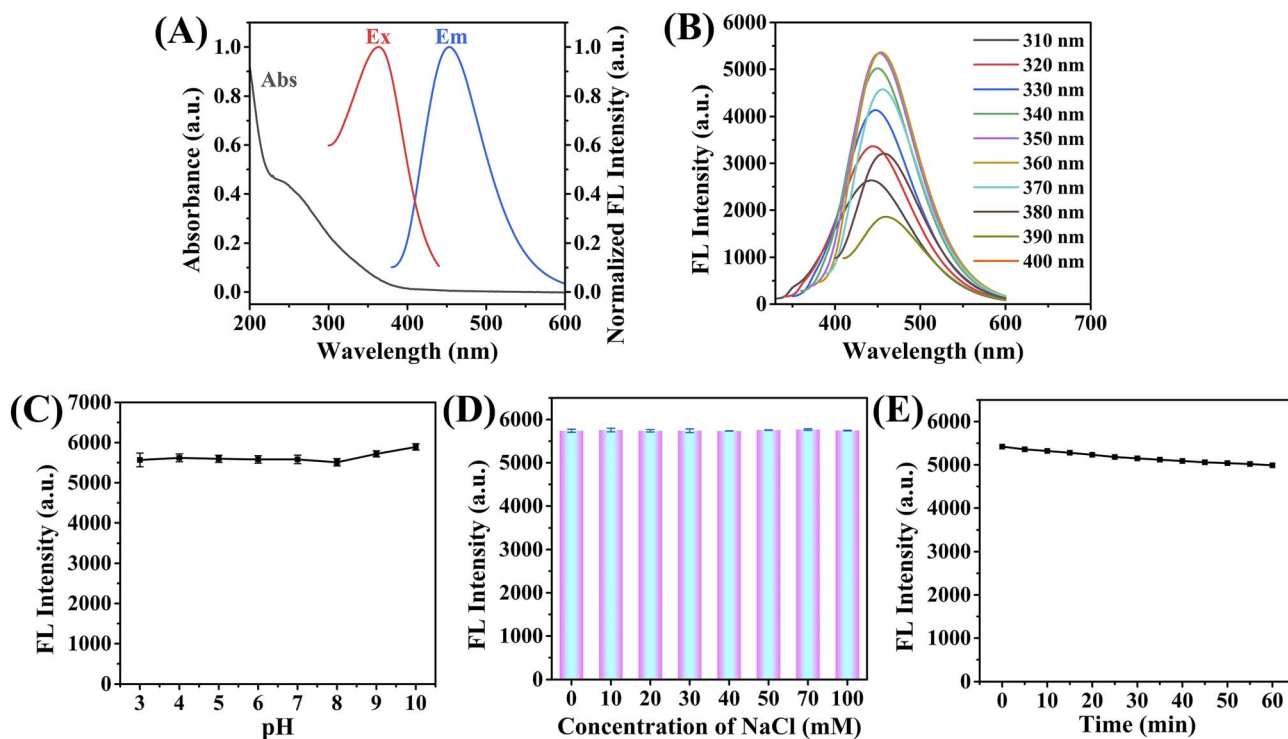 (A)
Ex
Em
Abs
1.0
0.8
0.6
0.4
0.2
0.0
1.0
0.8
0.6
0.4
0.2
0.0
Absorbance (a.u.)
Normalized FL Intensity (a.u.)
200 300 400 500 600
Wavelength (nm)
(B)
6000
5000
4000
3000
2000
1000
0
FL Intensity (a.u.)
310 nm
320 nm
330 nm
340 nm
350 nm
360 nm
370 nm
380 nm
390 nm
400 nm
400 500 600 700
Wavelength (nm)
(C)
7000
6000
5000
4000
3000
2000
1000
0
FL Intensity (a.u.)
3 4 5 6 7 8 9 10
pH
(D)
6000
5000
4000
3000
2000
1000
0
FL Intensity (a.u.)
0 10 20 30 40 50 70 100
Concentration of NaCl (mM)
(E)
6000
5000
4000
3000
2000
1000
0
FL Intensity (a.u.)
0 10 20 30 40 50 60
Time (min)